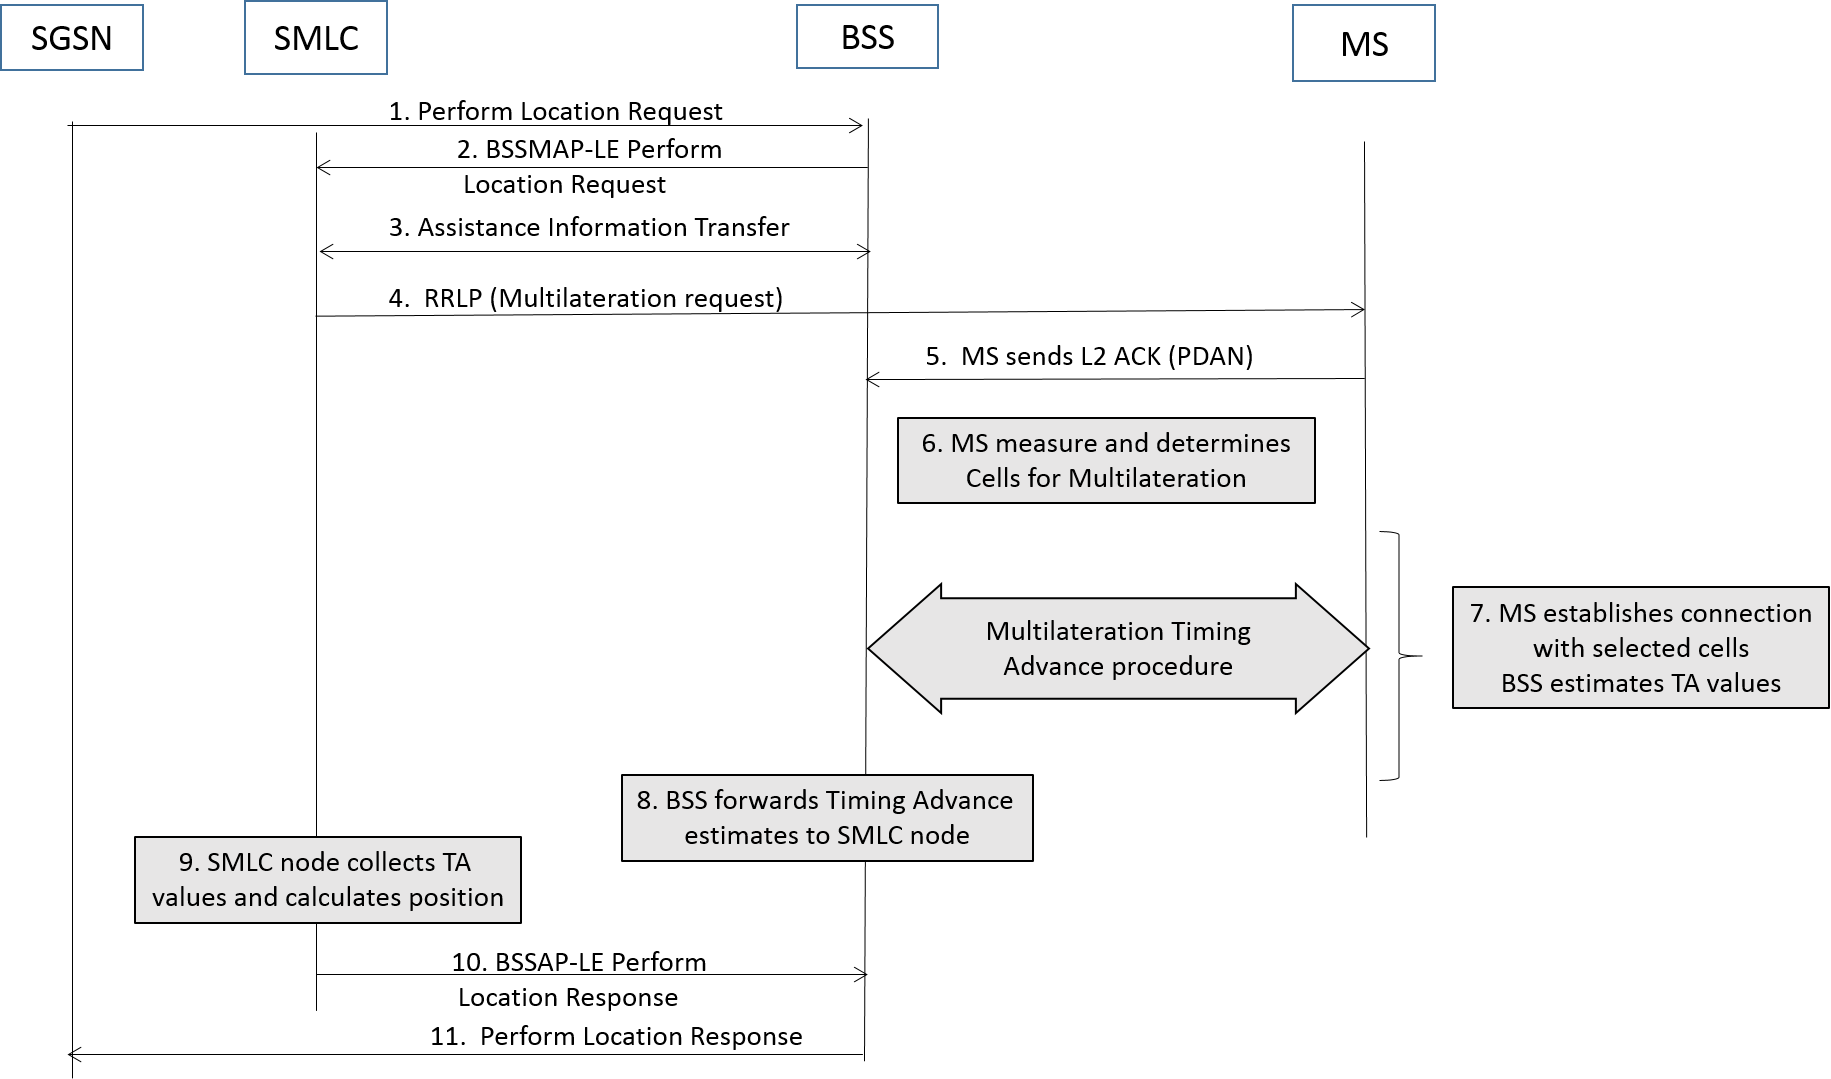 SGSN
SMLC
BSS
MS
1. Perform Location Request
2. BSSMAP-LE Perform
Location Request
3. Assistance Information Transfer
4. RRLP (Multilateration request)
5. MS sends L2 ACK (PDAN)
6. MS measure and determines
Cells for Multilateration
Multilateration Timing
Advance procedure
7. MS establishes connection
with selected cells
BSS estimates TA values
8. BSS forwards Timing Advance
estimates to SMLC node
9. SMLC node collects TA
values and calculates position
10. BSSAP-LE Perform
Location Response
11. Perform Location Response